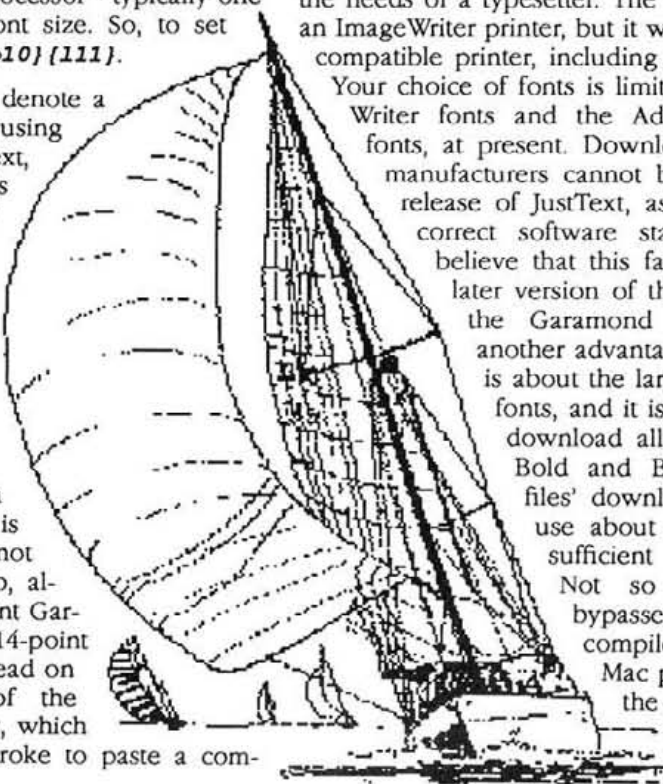 ocessor—typically one
ont size. So, to set
10}{111}.
denote a
using
ext,
s
is
not
o, al-
nt Gar-
14-point
ead on
of the
, which
roke to paste a com-
the needs of a typesetter. The
an ImageWriter printer, but it w
compatible printer, including
Your choice of fonts is limit
Writer fonts and the Ad
fonts, at present. Downlo
manufacturers cannot b
release of JustText, as
correct software sta
believe that this fa
later version of th
the Garamond
another advanta
is about the lar
fonts, and it is
download all
Bold and B
files' downl
use about
sufficient
Not so
bypasse
compile
Mac p
the